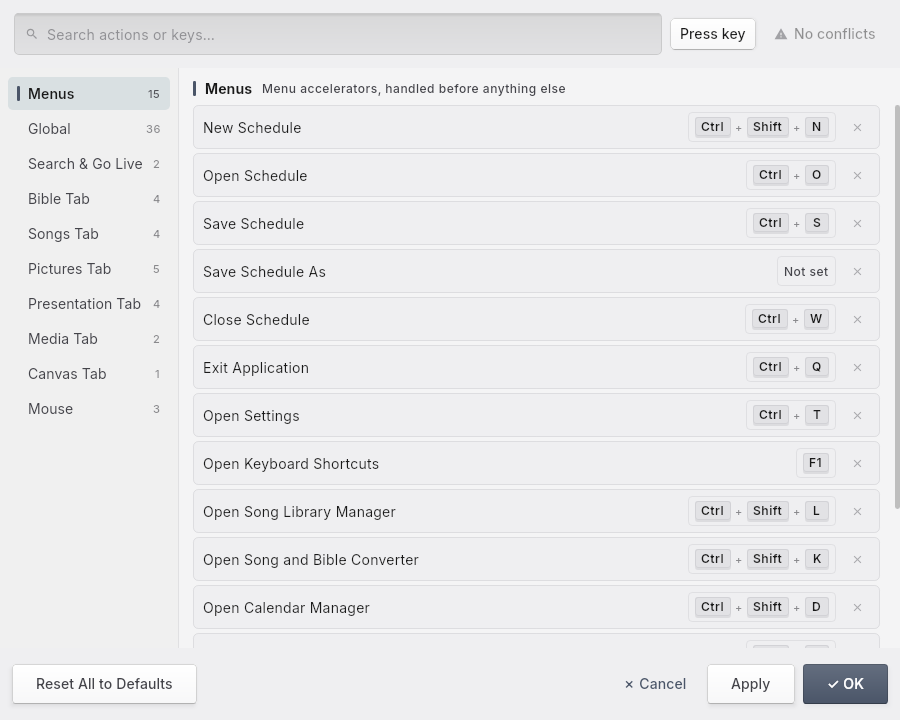 Search actions or keys...
Press key
No conflicts
Menus 15
Global 36
Search & Go Live 2
Bible Tab 4
Songs Tab 4
Pictures Tab 5
Presentation Tab 4
Media Tab 2
Canvas Tab 1
Mouse 3
Menus Menu accelerators, handled before anything else
New Schedule Ctrl + Shift + N ×
Open Schedule Ctrl + O ×
Save Schedule Ctrl + S ×
Save Schedule As Not set ×
Close Schedule Ctrl + W ×
Exit Application Ctrl + Q ×
Open Settings Ctrl + T ×
Open Keyboard Shortcuts F1 ×
Open Song Library Manager Ctrl + Shift + L ×
Open Song and Bible Converter Ctrl + Shift + K ×
Open Calendar Manager Ctrl + Shift + D ×
Reset All to Defaults
× Cancel
Apply
✓ OK